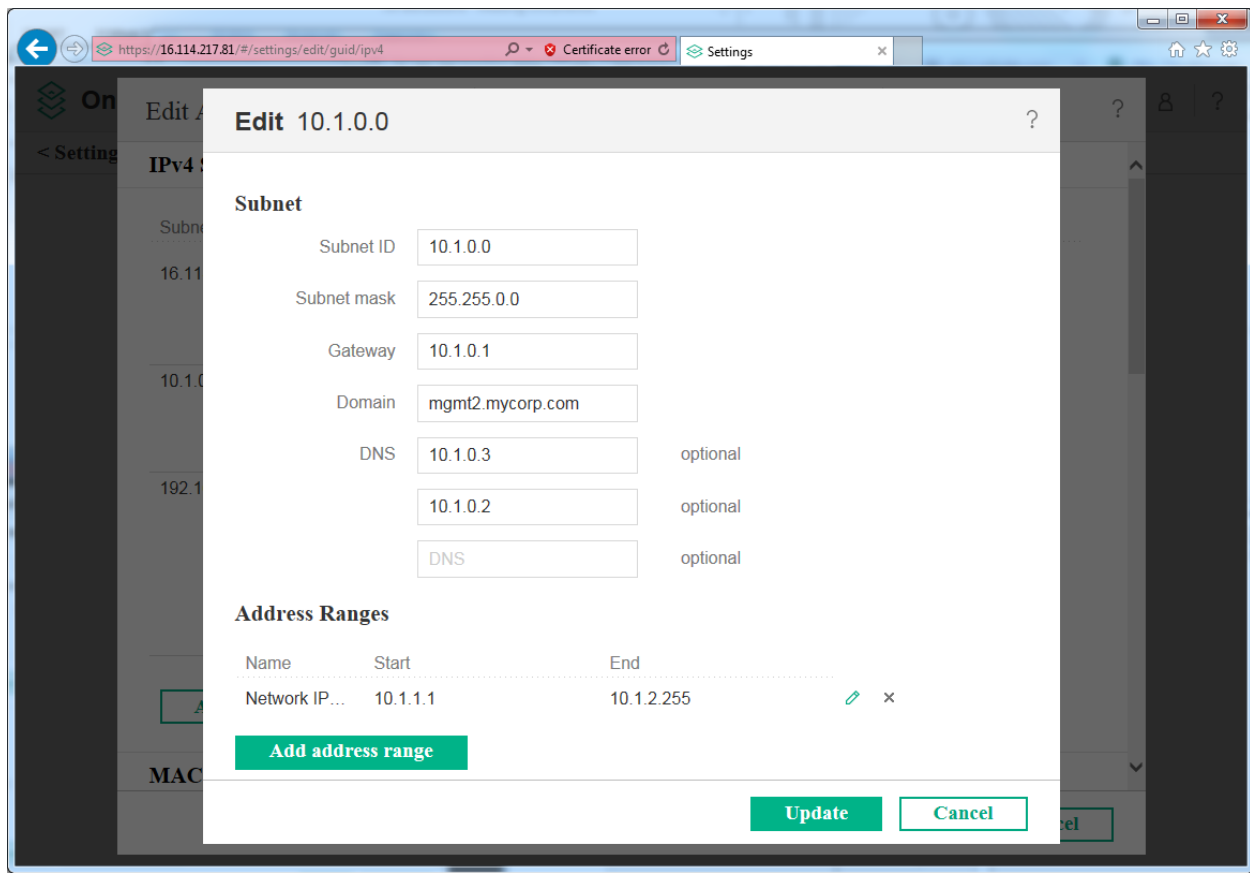 https://16.114.217.81/#/settings/edit/guid/ipv4 Certificate error Settings
On
Edit A
Edit 10.1.0.0 ?
?
?
< Setting
IPv4 S
Subnet
Subne
Subnet ID 10.1.0.0
16.11
Subnet mask 255.255.0.0
Gateway 10.1.0.1
10.1.0
Domain mgmt2.mycorp.com
DNS 10.1.0.3 optional
192.1
10.1.0.2 optional
DNS optional
Address Ranges
Name Start End
Network IP... 10.1.1.1 10.1.2.255
A
Add address range
MAC
Update Cancel
cel